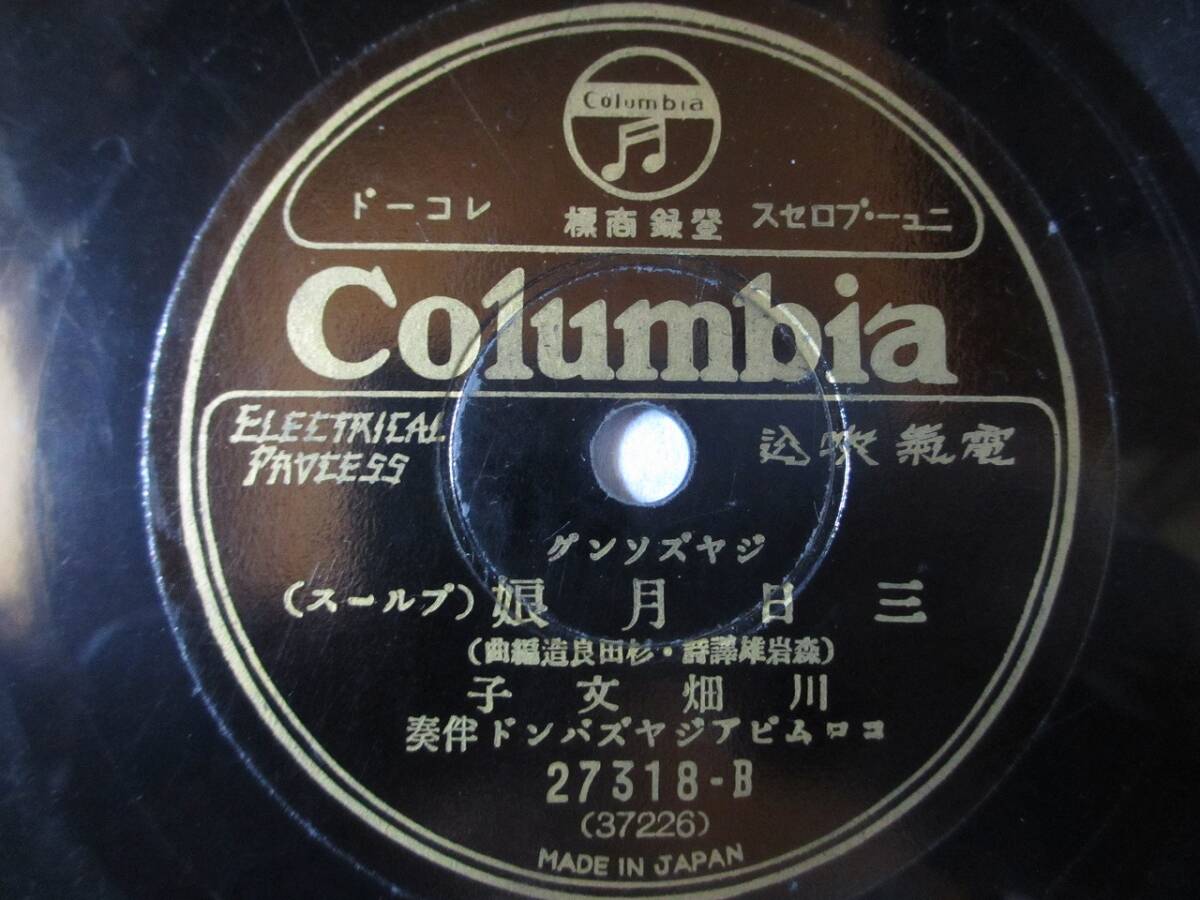 Columbia
ニュー・プロセス 登録商標 レコード
Columbia
ELECTRICAL
PROCESS
電氣吹込
ジヤズソング
三日月娘(ブルース)
(森岩雄譯詩・杉田良造編曲)
川畑文子
コロムビアジヤズバンド伴奏
27318-B
(37226)
MADE IN JAPAN